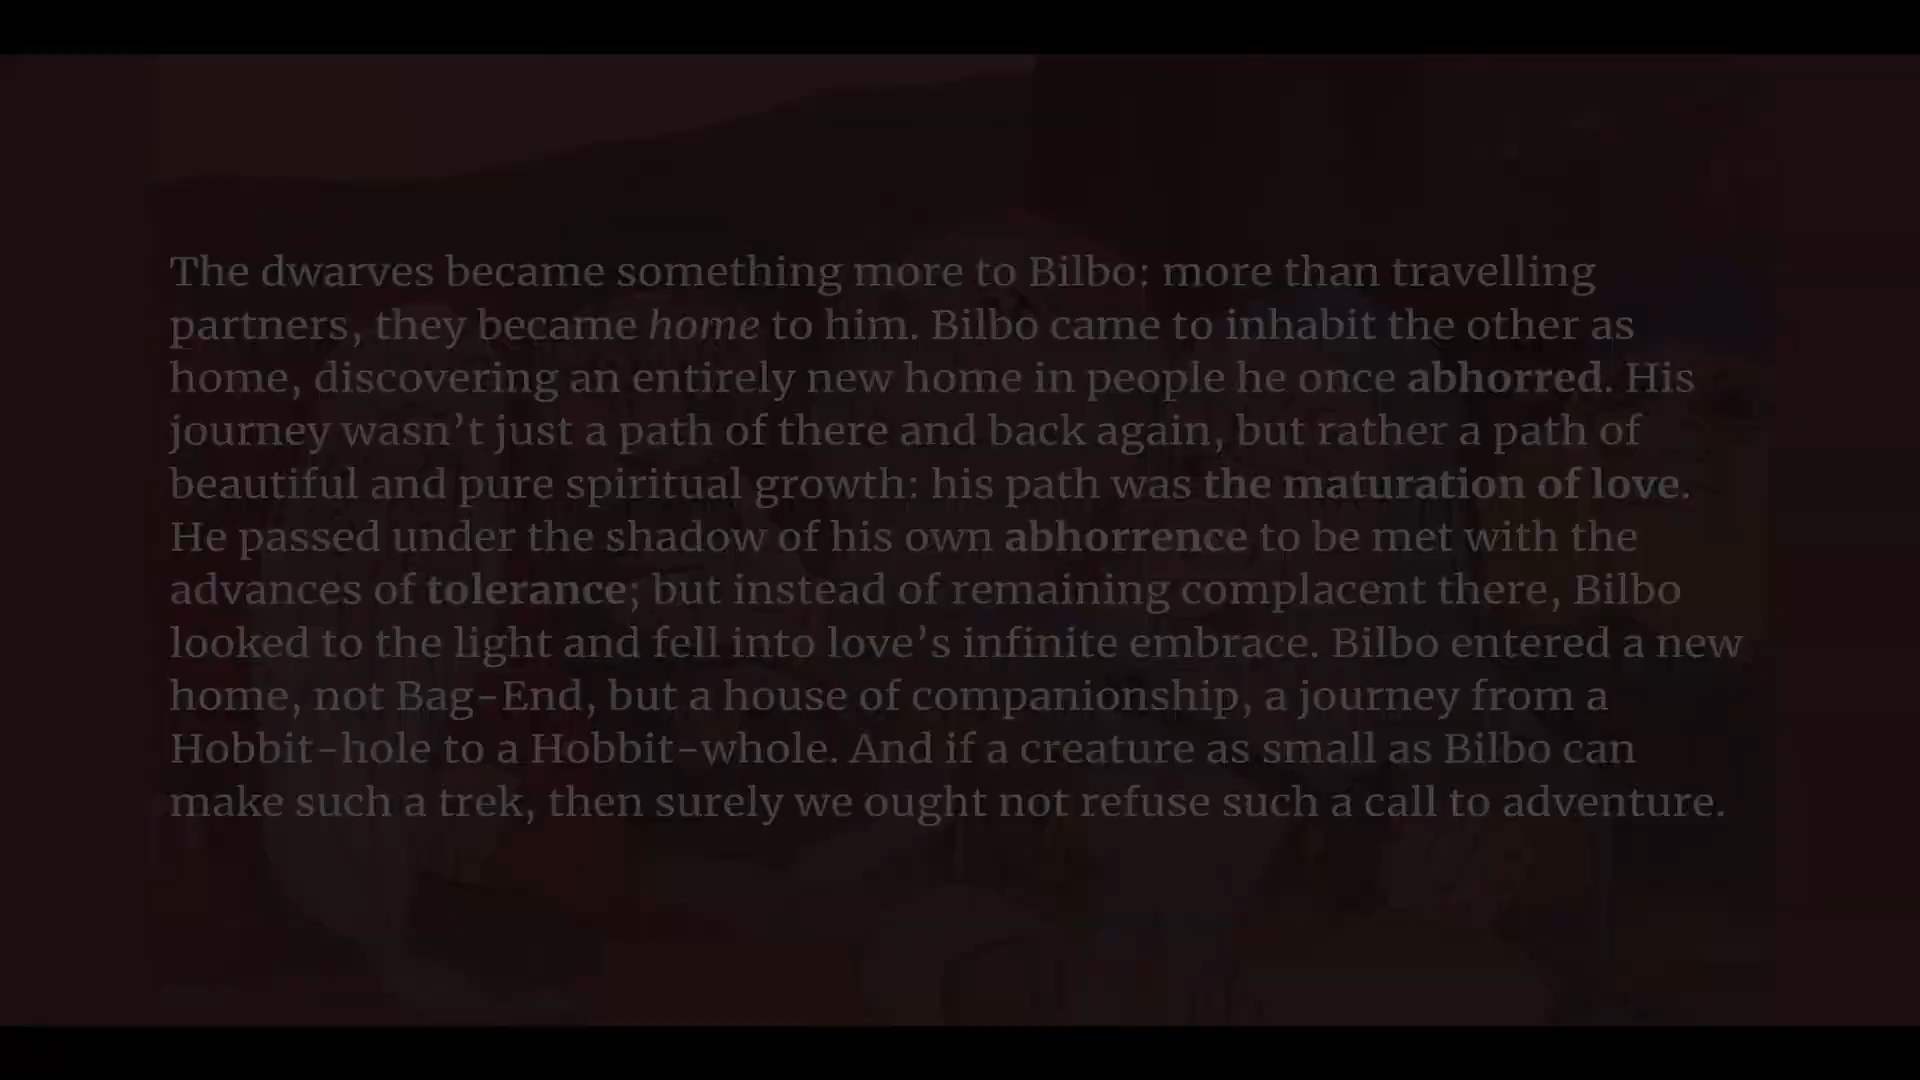 The dwarves became something more to Bilbo: more than travelling
partners, they became home to him. Bilbo came to inhabit the other as
home, discovering an entirely new home in people he once abhorred. His
journey wasn’t just a path of there and back again, but rather a path of
beautiful and pure spiritual growth: his path was the maturation of love.
He passed under the shadow of his own abhorrence to be met with the
advances of tolerance; but instead of remaining complacent there, Bilbo
looked to the light and fell into love’s infinite embrace. Bilbo entered a new
home, not Bag-End, but a house of companionship, a journey from a
Hobbit-hole to a Hobbit-whole. And if a creature as small as Bilbo can
make such a trek, then surely we ought not refuse such a call to adventure.